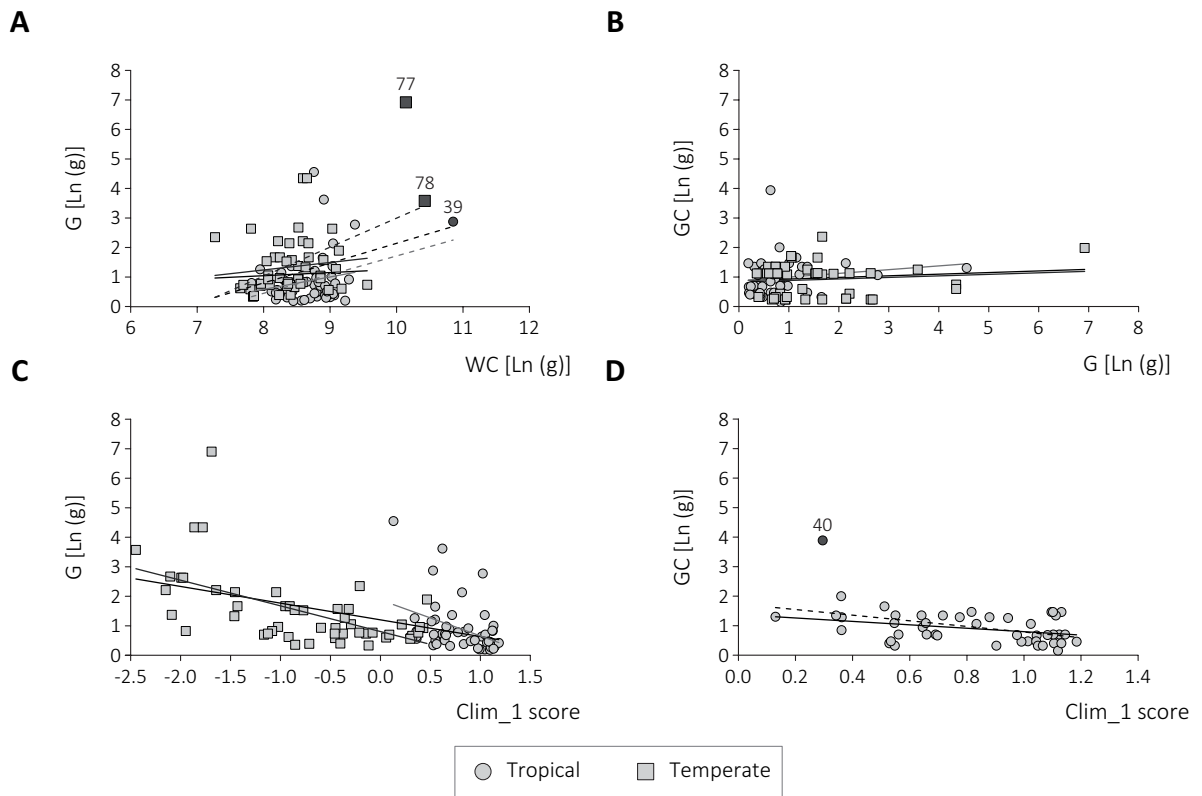 A
8
7
6
5
4
3
2
1
0
G [Ln (g)]
77
78
39
6 7 8 9 10 11 12
WC [Ln (g)]
B
8
7
6
5
4
3
2
1
0
GC [Ln (g)]
0 1 2 3 4 5 6 7 8
G [Ln (g)]
C
8
7
6
5
4
3
2
1
0
G [Ln (g)]
-2.5 -2.0 -1.5 -1.0 -0.5 0.0 0.5 1.0 1.5
Clim_1 score
D
8
7
6
5
4
3
2
1
0
GC [Ln (g)]
40
0.0 0.2 0.4 0.6 0.8 1.0 1.2 1.4
Clim_1 score
Tropical Temperate